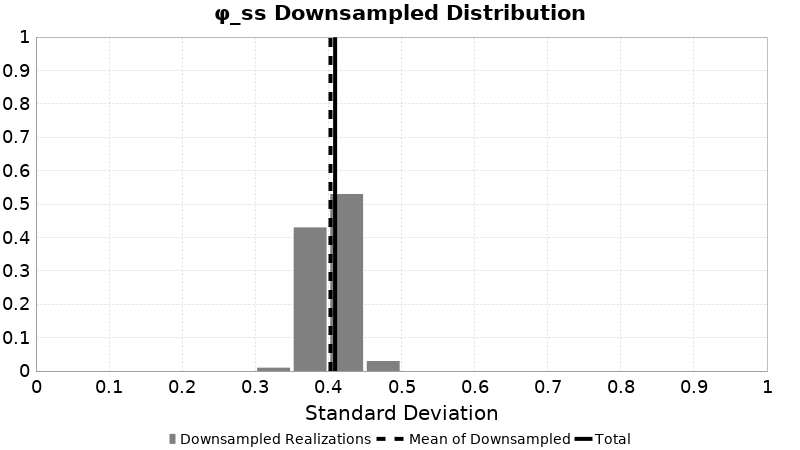 φ_ss Downsampled Distribution
1
0.9
0.8
0.7
0.6
0.5
0.4
0.3
0.2
0.1
0
0 0.1 0.2 0.3 0.4 0.5 0.6 0.7 0.8 0.9 1
Standard Deviation
Downsampled Realizations Mean of Downsampled Total